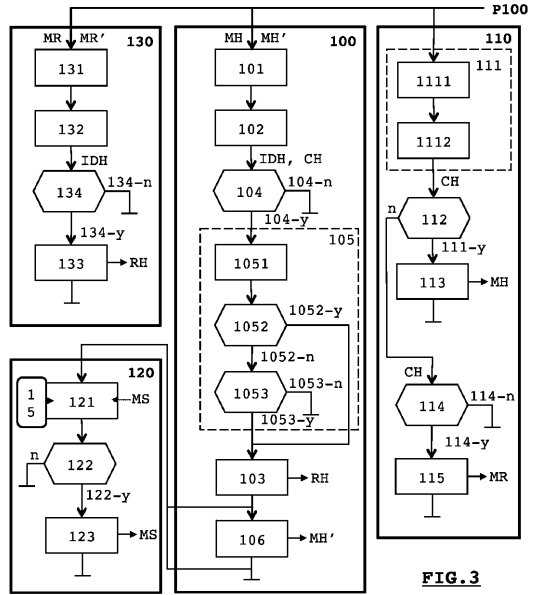 P100
MR MR'
130
131
132
IDH
134
134-n
134-y
133
RH
MH MH'
100
101
102
IDH, CH
104
104-n
104-y
105
1051
1052
1052-y
1052-n
1053
1053-n
1053-y
103
RH
106
MH'
110
111
1111
1112
CH
n
112
111-y
113
MH
CH
114
114-n
114-y
115
MR
120
1
5
121
MS
n
122
122-y
123
MS
FIG.3